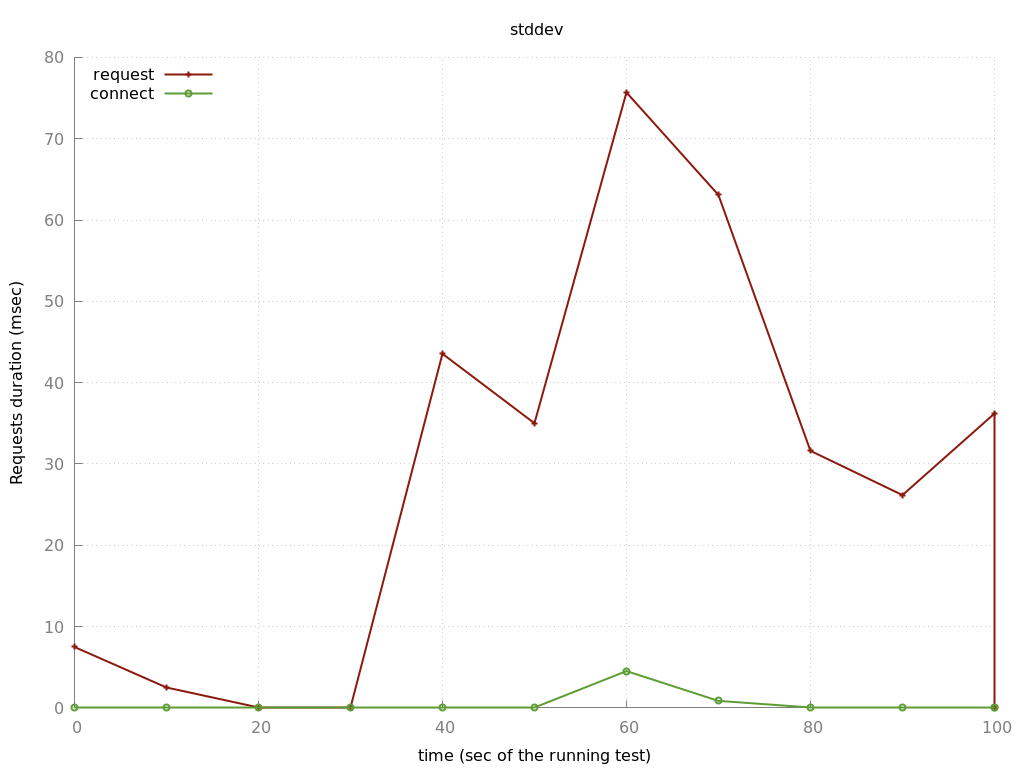 stddev
80
request
connect
70
60
50
40
30
20
10
0
0 20 40 60 80 100
Requests duration (msec)
time (sec of the running test)